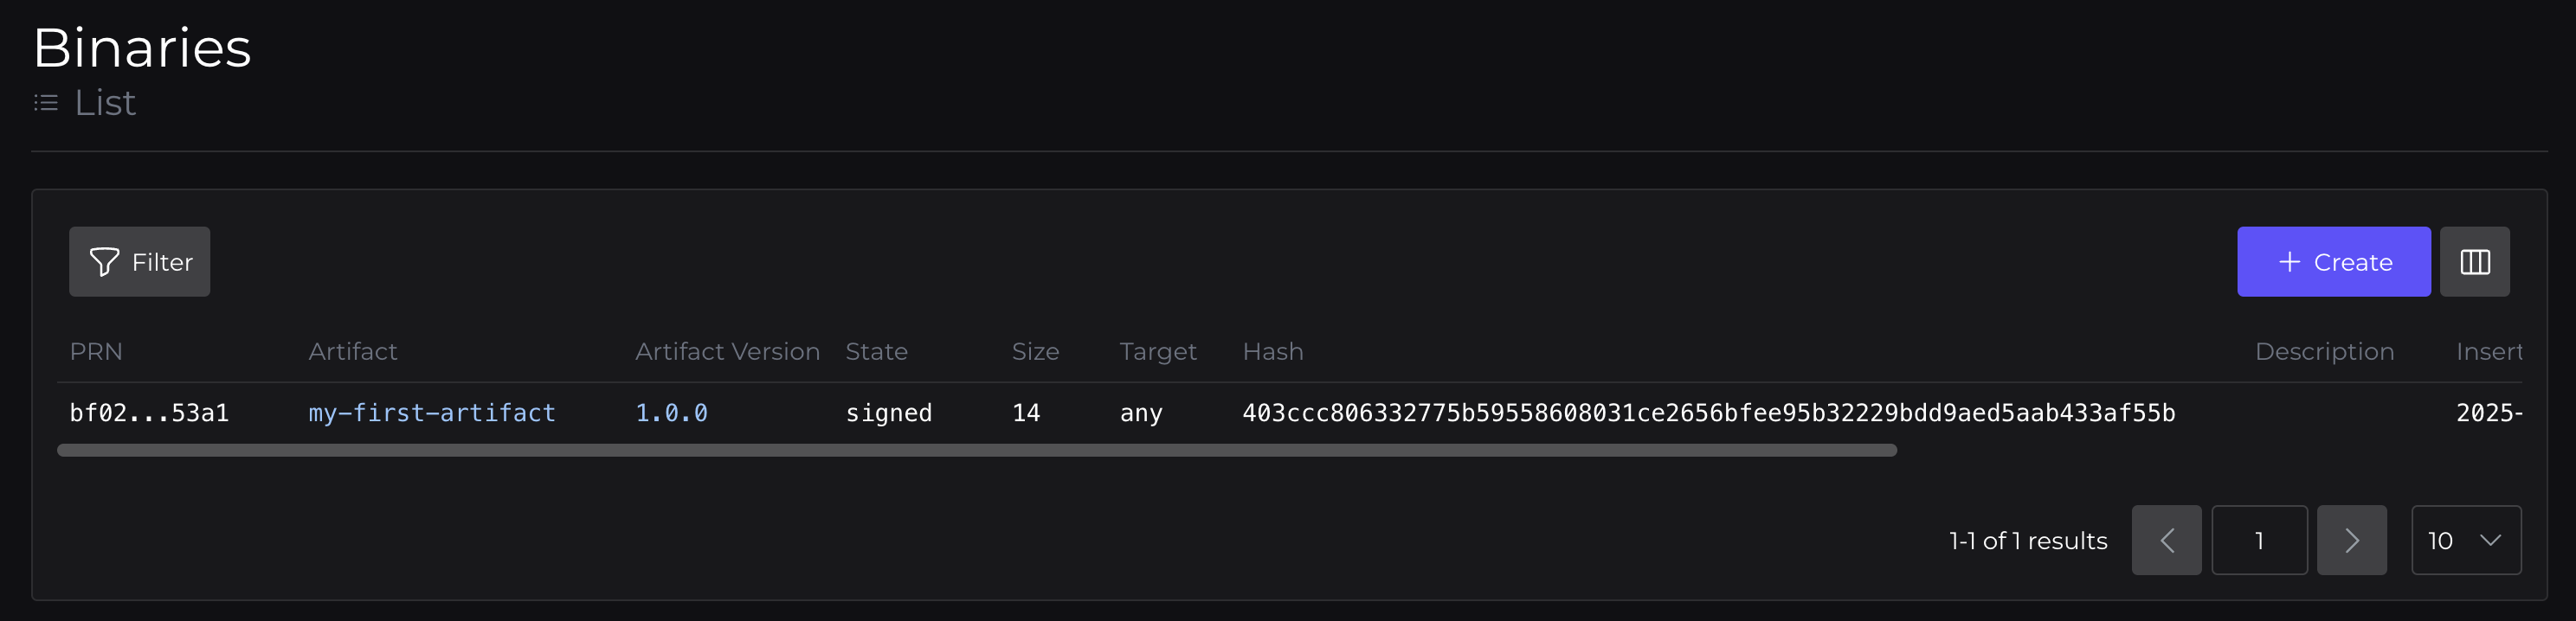 Binaries
List
Filter
Create
PRN Artifact Artifact Version State Size Target Hash Description Insert
bf02...53a1 my-first-artifact 1.0.0 signed 14 any 403ccc806332775b59558608031ce2656bfee95b32229bdd9aed5aab433af55b 2025-
1-1 of 1 results 1 10